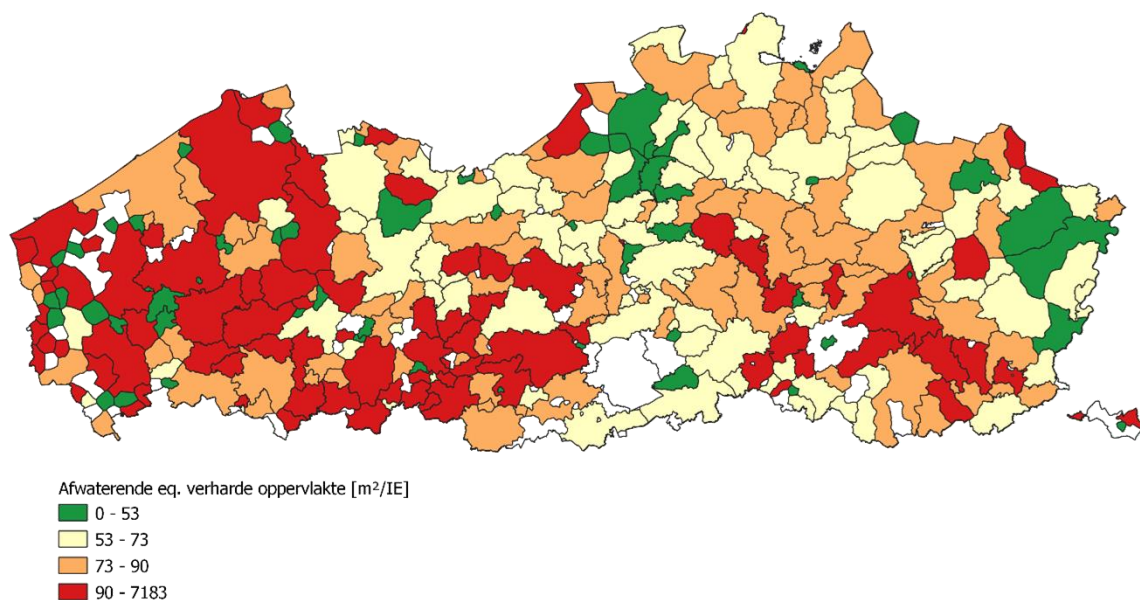 Afwaterende eq. verharde oppervlakte [m²/IE]
0 - 53
53 - 73
73 - 90
90 - 7183